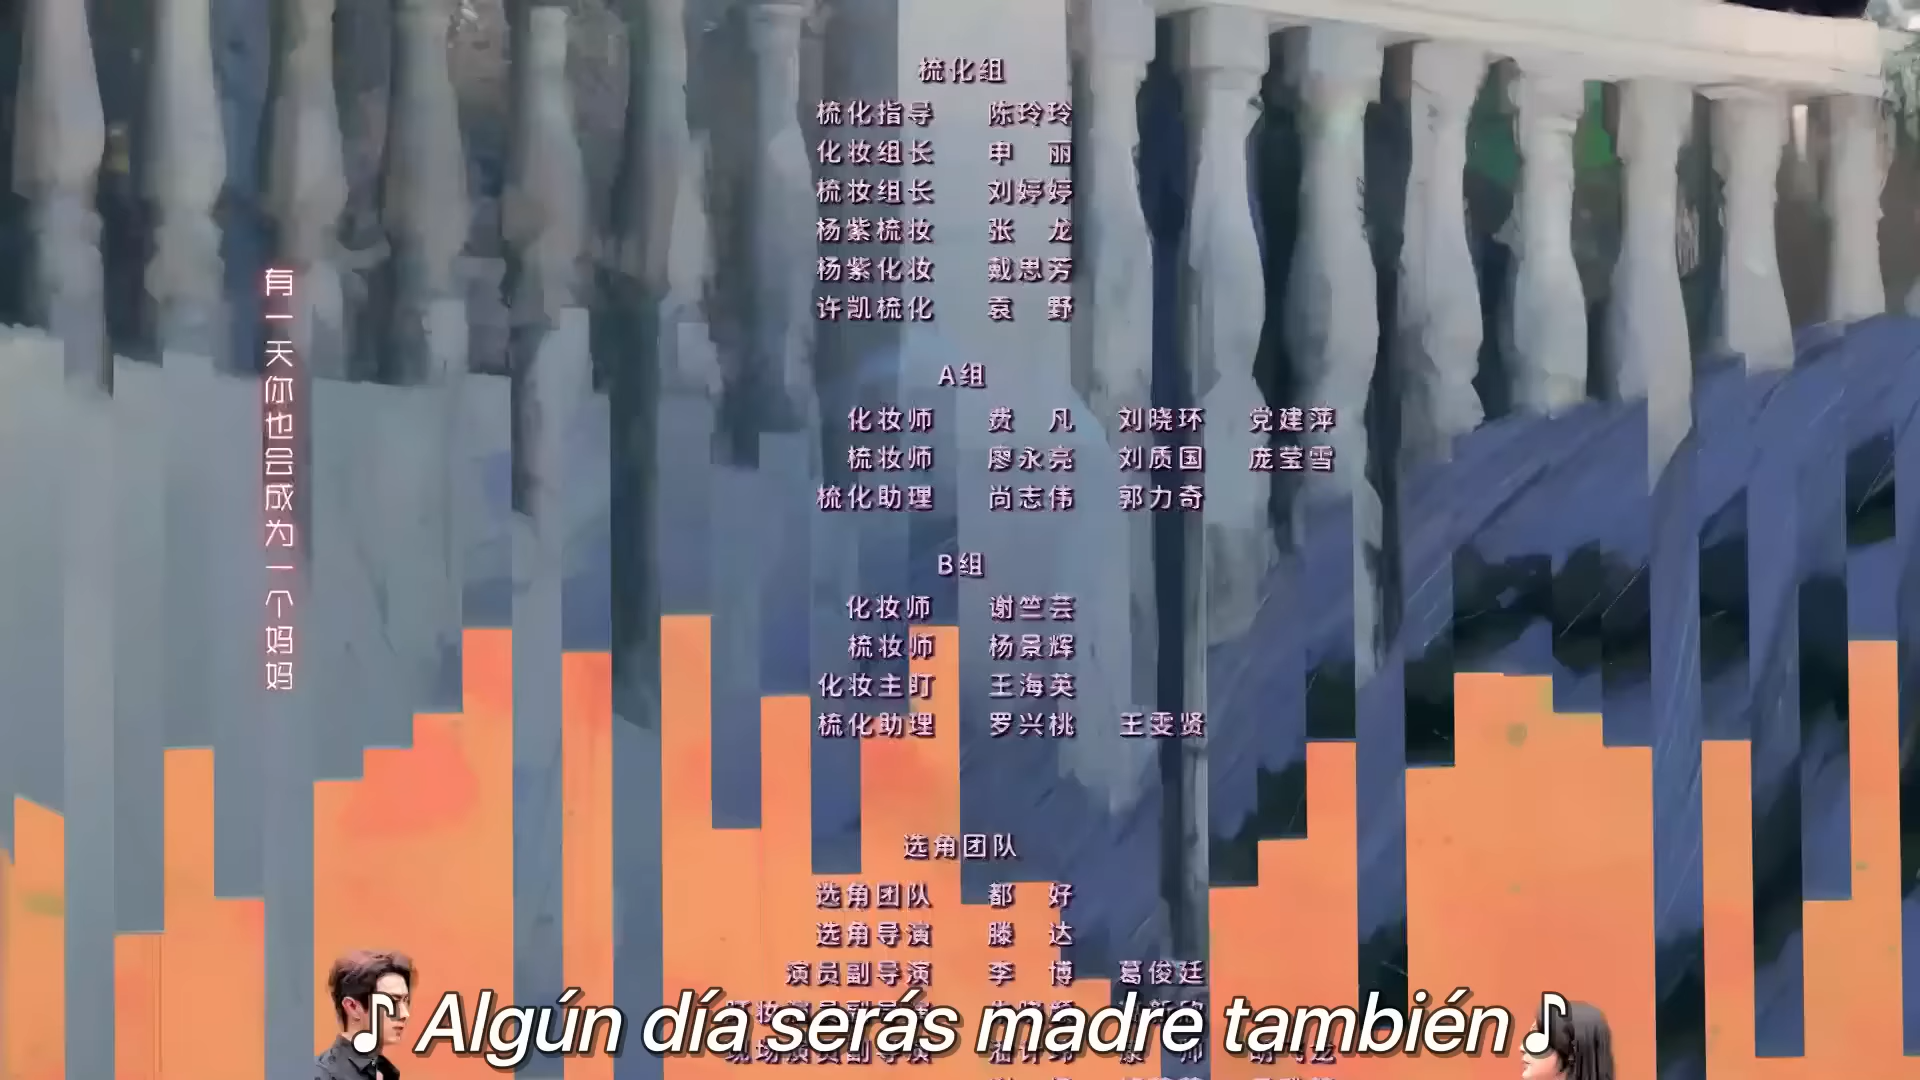 有一天你也会成为一个妈妈
梳化组
梳化指导 陈玲玲
化妆组长 申 丽
梳妆组长 刘婷婷
杨紫梳妆 张 龙
杨紫化妆 戴思芳
许凯梳化 袁 野
A组
化妆师 费 凡 刘晓环 党建萍
梳妆师 廖永亮 刘质国 庞莹雪
梳化助理 尚志伟 郭力奇
B组
化妆师 谢竺芸
梳妆师 杨景辉
化妆主盯 王海英
梳化助理 罗兴桃 王雯贤
选角团队
选角团队 都 好
选角导演 滕 达
演员副导演 李 博 葛俊廷
现场演员副导演
♪ Algún día serás madre también ♪